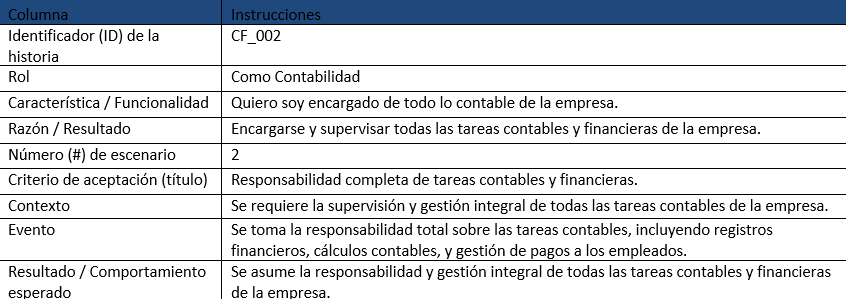 Columna Instrucciones
Identificador (ID) de la CF_002
historia
Rol Como Contabilidad
Característica / Funcionalidad Quiero soy encargado de todo lo contable de la empresa.
Razón / Resultado Encargarse y supervisar todas las tareas contables y financieras de la empresa.
Número (#) de escenario 2
Criterio de aceptación (título) Responsabilidad completa de tareas contables y financieras.
Contexto Se requiere la supervisión y gestión integral de todas las tareas contables de la empresa.
Evento Se toma la responsabilidad total sobre las tareas contables, incluyendo registros
financieros, cálculos contables, y gestión de pagos a los empleados.
Resultado / Comportamiento Se asume la responsabilidad y gestión integral de todas las tareas contables y financieras
esperado de la empresa.